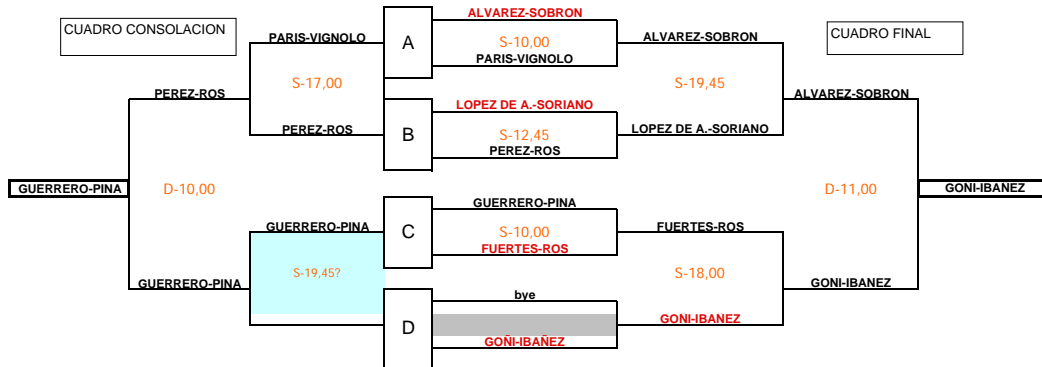 ALVAREZ-SOBRON
CUADRO CONSOLACION
CUADRO FINAL
PARIS-VIGNOLO
A
S-10,00
ALVAREZ-SOBRON
PARIS-VIGNOLO
S-17,00
S-19,45
PEREZ-ROS
ALVAREZ-SOBRON
LOPEZ DE A.-SORIANO
PEREZ-ROS
B
S-12,45
LOPEZ DE A.-SORIANO
PEREZ-ROS
GUERRERO-PINA
D-10,00
D-11,00
GONI-IBANEZ
GUERRERO-PINA
GUERRERO-PINA
C
S-10,00
FUERTES-ROS
FUERTES-ROS
S-19,45?
S-18,00
GUERRERO-PINA
GONI-IBANEZ
bye
D
GONI-IBANEZ
GOÑI-IBAÑEZ